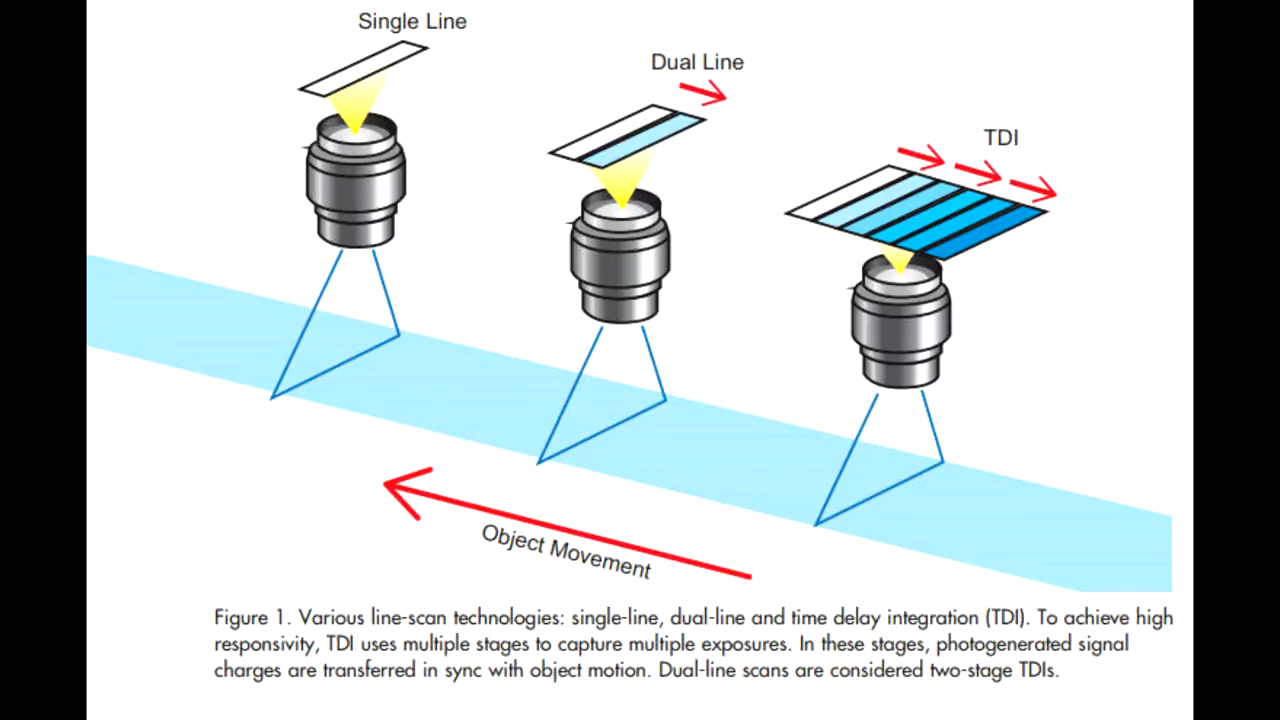 Single Line
Dual Line
TDI
Object Movement
Figure 1. Various line-scan technologies: single-line, dual-line and time delay integration (TDI). To achieve high
responsivity, TDI uses multiple stages to capture multiple exposures. In these stages, photogenerated signal
charges are transferred in sync with object motion. Dual-line scans are considered two-stage TDIs.